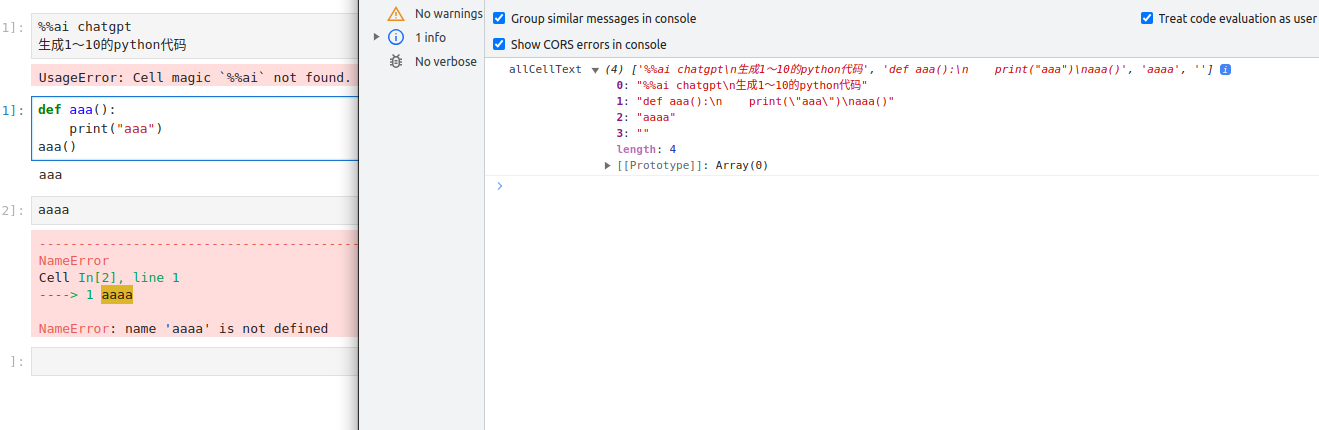 1]:
%%ai chatgpt
生成1～10的python代码
UsageError: Cell magic `%%ai` not found.
1]:
def aaa():
    print("aaa")
aaa()
aaa
2]:
aaaa
---------------------------------------
NameError
Cell In[2], line 1
----> 1 aaaa
NameError: name 'aaaa' is not defined
]:
No warnings
1 info
No verbose
Group similar messages in console
Treat code evaluation as user
Show CORS errors in console
allCellText (4) ['%%ai chatgpt\n生成1～10的python代码', 'def aaa():\n    print("aaa")\naaa()', 'aaaa', '']
0: "%%ai chatgpt\n生成1～10的python代码"
1: "def aaa():\n    print(\"aaa\")\naaa()"
2: "aaaa"
3: ""
length: 4
[[Prototype]]: Array(0)